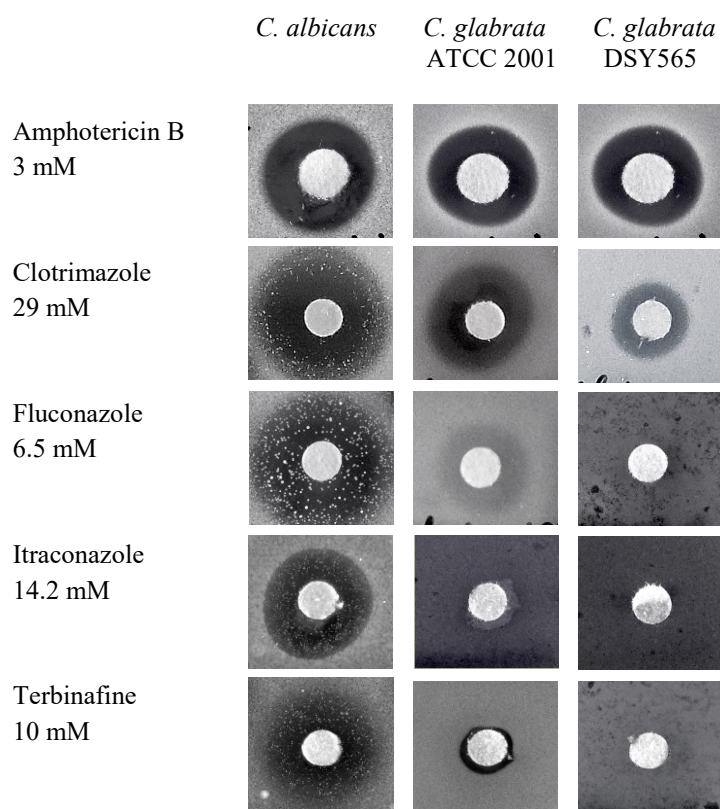 C. albicans C. glabrata C. glabrata
ATCC 2001 DSY565
Amphotericin B
3 mM
Clotrimazole
29 mM
Fluconazole
6.5 mM
Itraconazole
14.2 mM
Terbinafine
10 mM